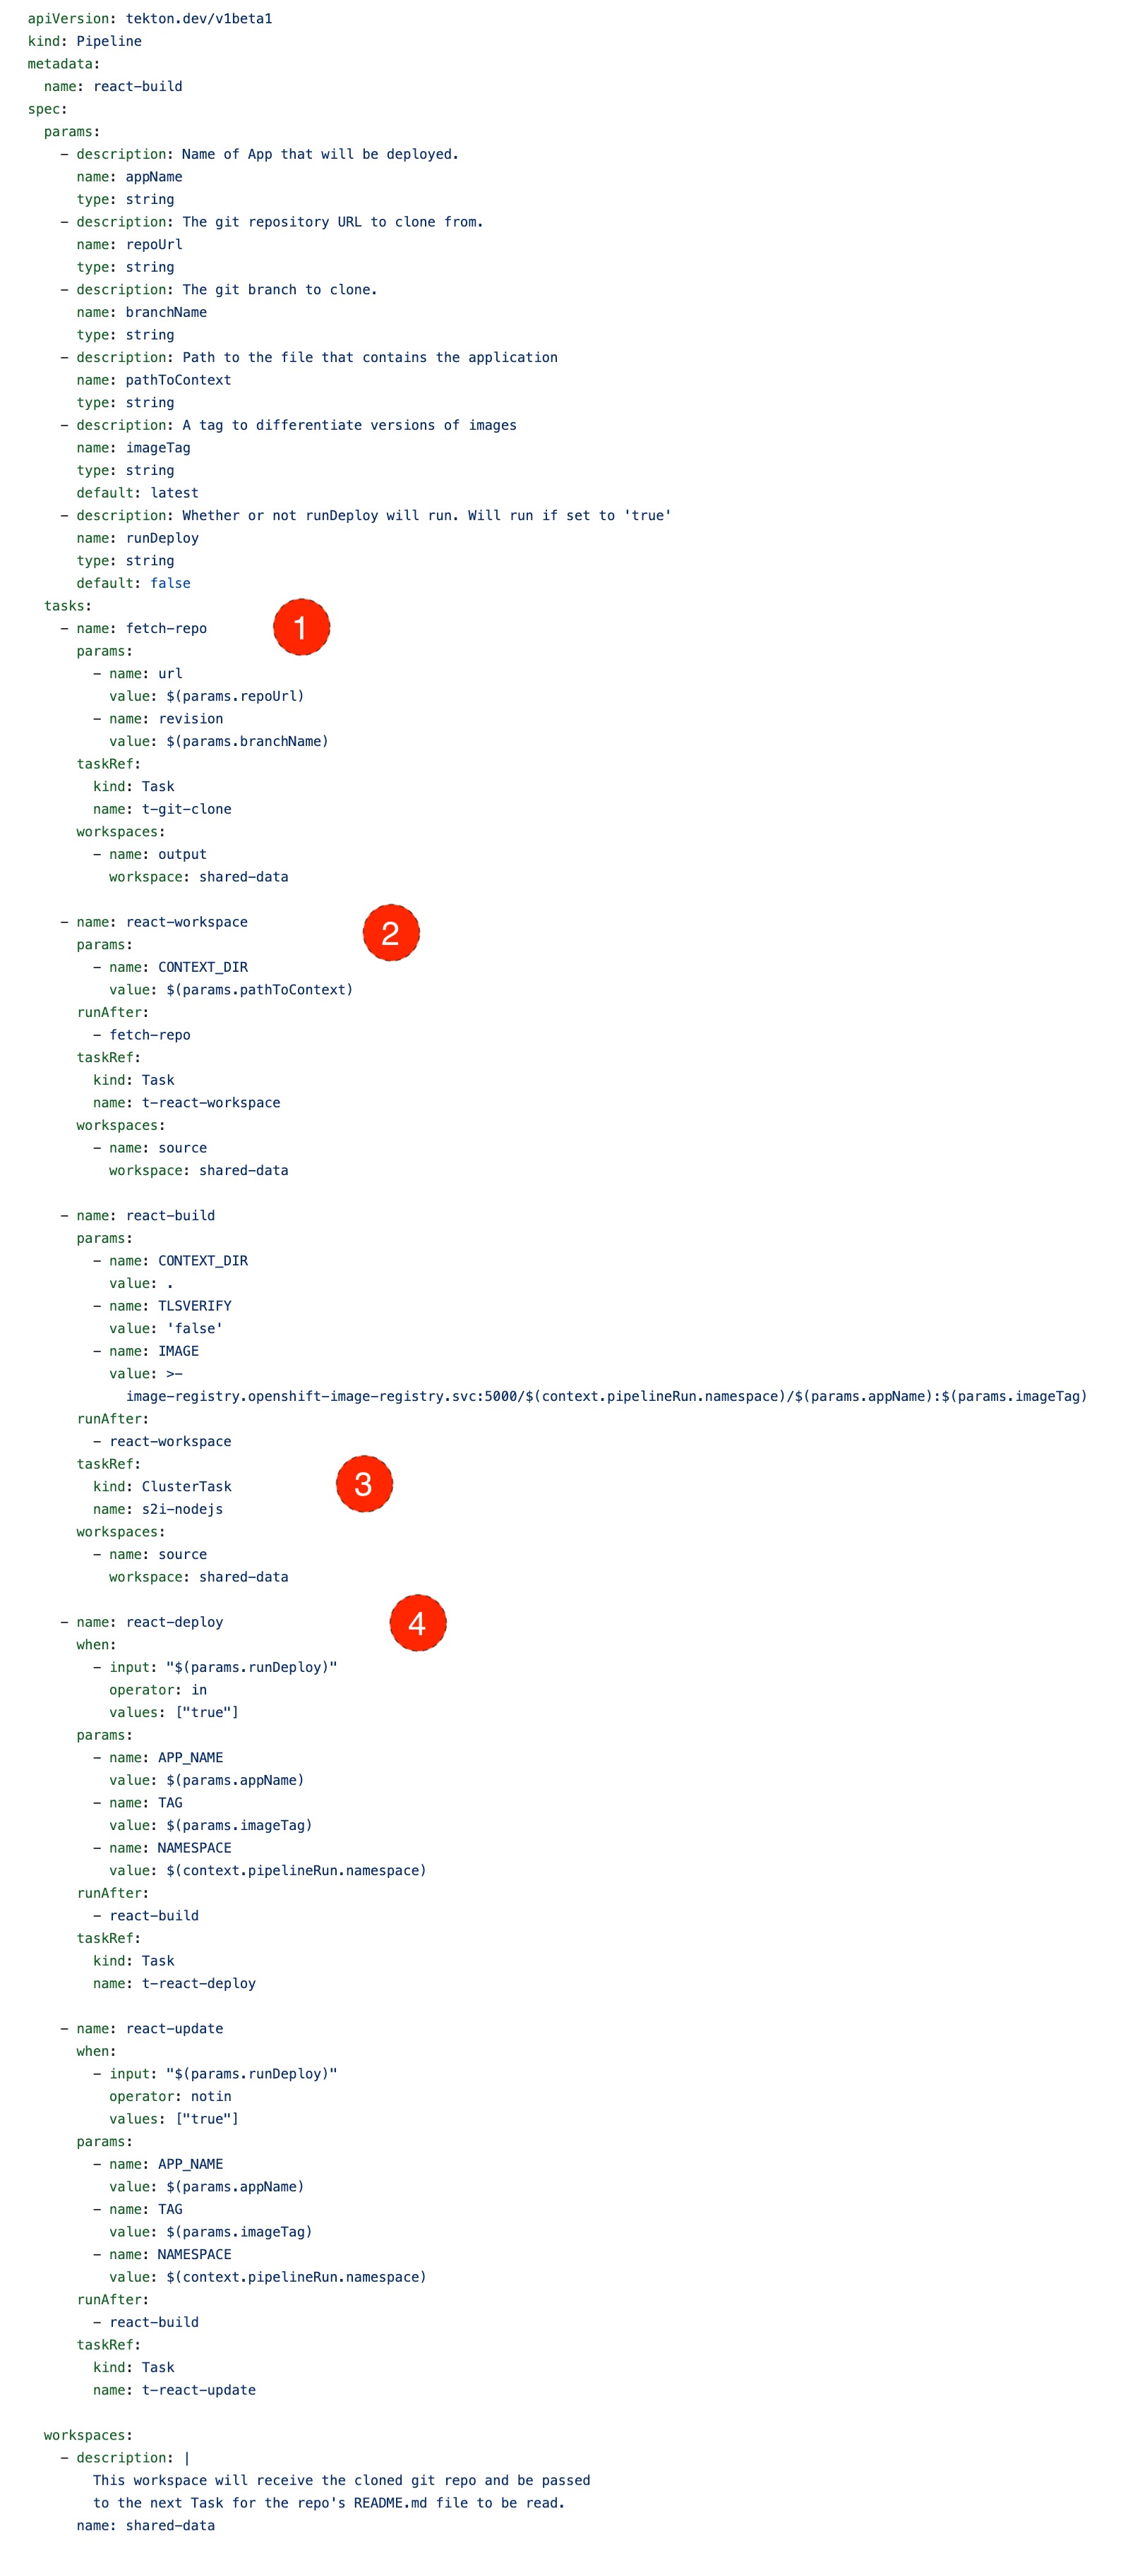 apiVersion: tekton.dev/v1beta1
kind: Pipeline
metadata:
  name: react-build
spec:
  params:
    - description: Name of App that will be deployed.
      name: appName
      type: string
    - description: The git repository URL to clone from.
      name: repoUrl
      type: string
    - description: The git branch to clone.
      name: branchName
      type: string
    - description: Path to the file that contains the application
      name: pathToContext
      type: string
    - description: A tag to differentiate versions of images
      name: imageTag
      type: string
      default: latest
    - description: Whether or not runDeploy will run. Will run if set to 'true'
      name: runDeploy
      type: string
      default: false
  tasks:
    - name: fetch-repo 1
      params:
        - name: url
          value: $(params.repoUrl)
        - name: revision
          value: $(params.branchName)
      taskRef:
        kind: Task
        name: t-git-clone
      workspaces:
        - name: output
          workspace: shared-data
    - name: react-workspace 2
      params:
        - name: CONTEXT_DIR
          value: $(params.pathToContext)
      runAfter:
        - fetch-repo
      taskRef:
        kind: Task
        name: t-react-workspace
      workspaces:
        - name: source
          workspace: shared-data
    - name: react-build
      params:
        - name: CONTEXT_DIR
          value: .
        - name: TLSVERIFY
          value: 'false'
        - name: IMAGE
          value: >-
            image-registry.openshift-image-registry.svc:5000/$(context.pipelineRun.namespace)/$(params.appName):$(params.imageTag)
      runAfter:
        - react-workspace
      taskRef:
        kind: ClusterTask 3
        name: s2i-nodejs
      workspaces:
        - name: source
          workspace: shared-data
    - name: react-deploy 4
      when:
        - input: "$(params.runDeploy)"
          operator: in
          values: ["true"]
      params:
        - name: APP_NAME
          value: $(params.appName)
        - name: TAG
          value: $(params.imageTag)
        - name: NAMESPACE
          value: $(context.pipelineRun.namespace)
      runAfter:
        - react-build
      taskRef:
        kind: Task
        name: t-react-deploy
    - name: react-update
      when:
        - input: "$(params.runDeploy)"
          operator: notin
          values: ["true"]
      params:
        - name: APP_NAME
          value: $(params.appName)
        - name: TAG
          value: $(params.imageTag)
        - name: NAMESPACE
          value: $(context.pipelineRun.namespace)
      runAfter:
        - react-build
      taskRef:
        kind: Task
        name: t-react-update
  workspaces:
    - description: |
        This workspace will receive the cloned git repo and be passed
        to the next Task for the repo's README.md file to be read.
      name: shared-data